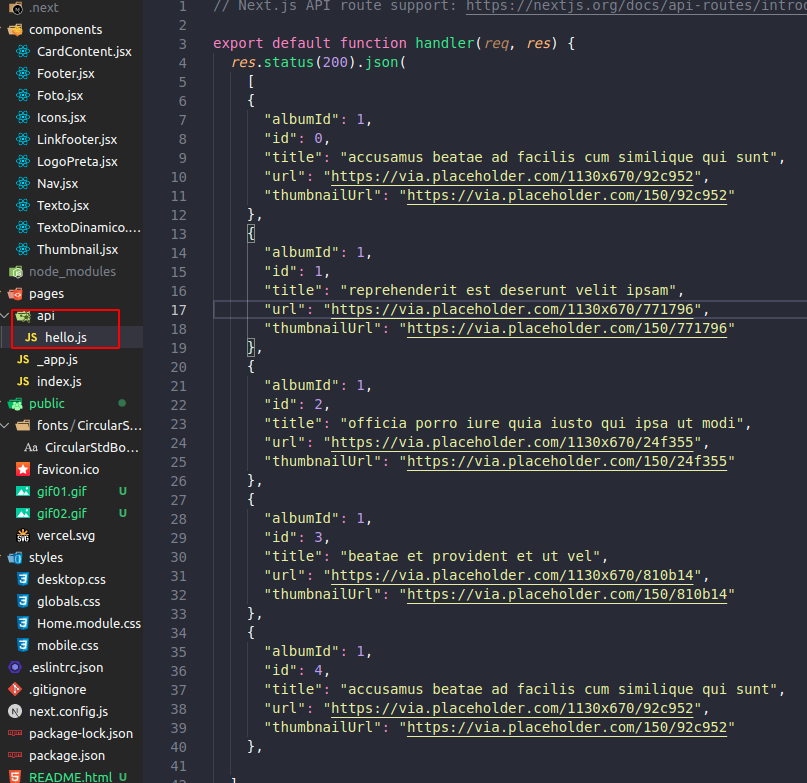 .next
components
CardContent.jsx
Footer.jsx
Foto.jsx
Icons.jsx
Linkfooter.jsx
LogoPreta.jsx
Nav.jsx
Texto.jsx
TextoDinamico....
Thumbnail.jsx
node_modules
pages
api
JS hello.js
JS _app.js
JS index.js
public
fonts/CircularS...
Aa CircularStdBo...
favicon.ico
gif01.gif U
gif02.gif U
vercel.svg
styles
desktop.css
globals.css
Home.module.css
mobile.css
.eslintrc.json
.gitignore
next.config.js
package-lock.json
package.json
README.html U
1 // Next.js API route support: https://nextjs.org/docs/api-routes/introd
2
3 export default function handler(req, res) {
4 res.status(200).json(
5 [
6 {
7 "albumId": 1,
8 "id": 0,
9 "title": "accusamus beatae ad facilis cum similique qui sunt",
10 "url": "https://via.placeholder.com/1130x670/92c952",
11 "thumbnailUrl": "https://via.placeholder.com/150/92c952"
12 },
13 {
14 "albumId": 1,
15 "id": 1,
16 "title": "reprehenderit est deserunt velit ipsam",
17 "url": "https://via.placeholder.com/1130x670/771796",
18 "thumbnailUrl": "https://via.placeholder.com/150/771796"
19 },
20 {
21 "albumId": 1,
22 "id": 2,
23 "title": "officia porro iure quia iusto qui ipsa ut modi",
24 "url": "https://via.placeholder.com/1130x670/24f355",
25 "thumbnailUrl": "https://via.placeholder.com/150/24f355"
26 },
27 {
28 "albumId": 1,
29 "id": 3,
30 "title": "beatae et provident et ut vel",
31 "url": "https://via.placeholder.com/1130x670/810b14",
32 "thumbnailUrl": "https://via.placeholder.com/150/810b14"
33 },
34 {
35 "albumId": 1,
36 "id": 4,
37 "title": "accusamus beatae ad facilis cum similique qui sunt",
38 "url": "https://via.placeholder.com/1130x670/92c952",
39 "thumbnailUrl": "https://via.placeholder.com/150/92c952"
40 },
41